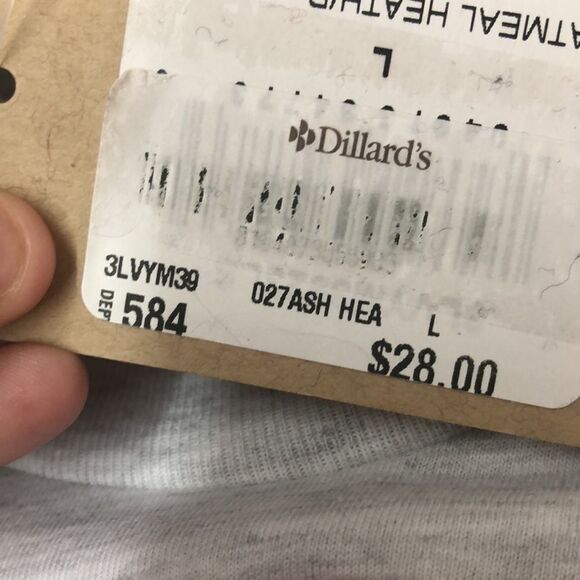 ATMEAL HEATH'R
L
Dillard's
3LVYM39 027ASH HEA L
DEPT 584 $28.00